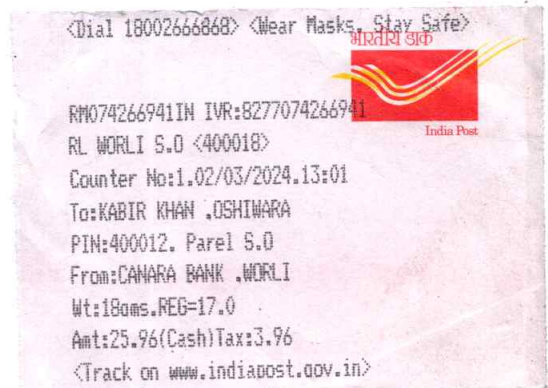 <Dial 18002666868> <Wear Masks, Stay Safe>
भारतीय डाक
India Post
RM074266941IN IVR:8277074266941
RL WORLI S.O <400018>
Counter No:1.02/03/2024.13:01
To:KABIR KHAN .OSHIWARA
PIN:400012. Parel S.O
From:CANARA BANK .WORLI
Wt:18gms.REG=17.0
Amt:25.96(Cash)Tax:3.96
<Track on www.indiapost.gov.in>